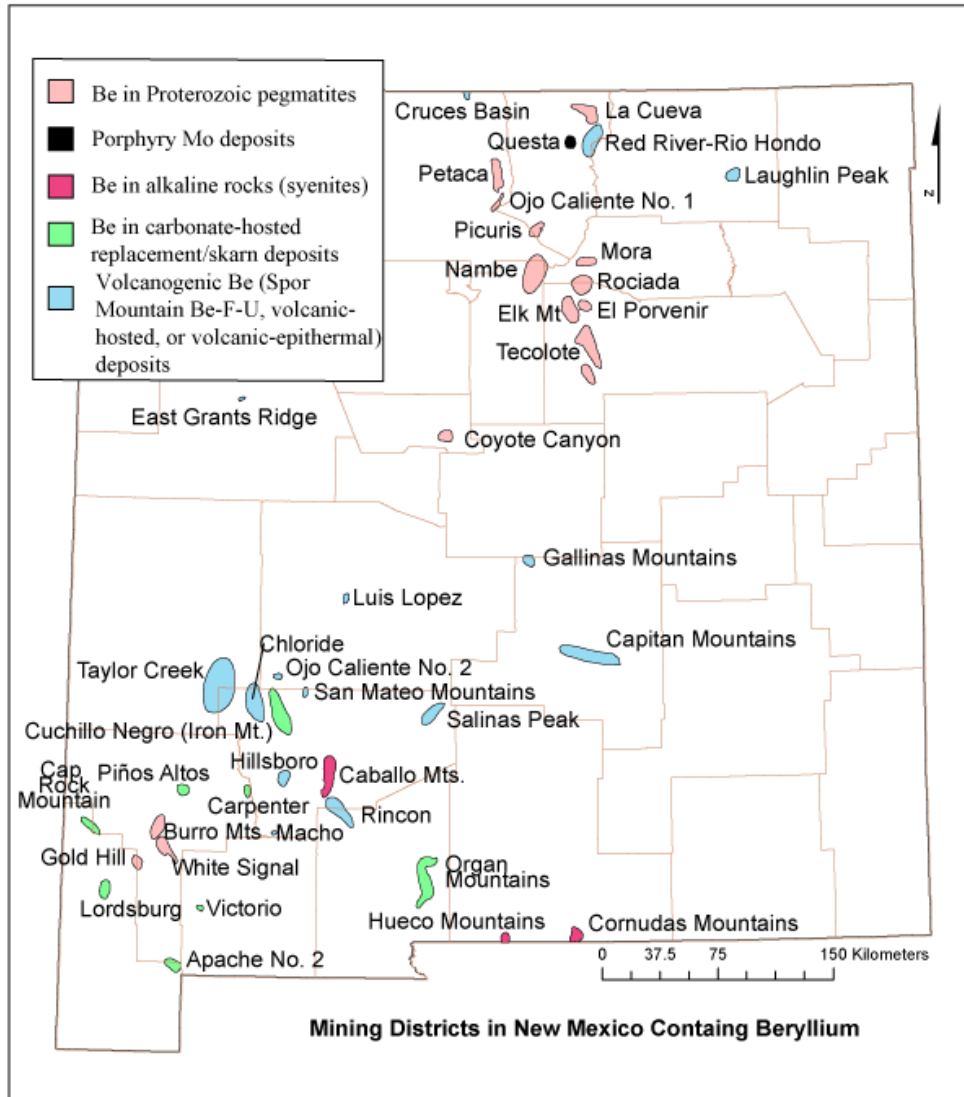 Be in Proterozoic pegmatites
Porphyry Mo deposits
Be in alkaline rocks (syenites)
Be in carbonate-hosted
replacement/skarn deposits
Volcanogenic Be (Spor
Mountain Be-F-U, volcanic-
hosted, or volcanic-epithermal)
deposits
Cruces Basin
La Cueva
Questa
Red River-Rio Hondo
Laughlin Peak
Petaca
Ojo Caliente No. 1
Picuris
Mora
Nambe
Rociada
Elk Mt
El Porvenir
Tecolote
z
East Grants Ridge
Coyote Canyon
Gallinas Mountains
Luis Lopez
Capitan Mountains
Chloride
Taylor Creek
Ojo Caliente No. 2
San Mateo Mountains
Salinas Peak
Cuchillo Negro (Iron Mt.)
Hillsboro
Caballo Mts.
Cap
Rock
Mountain
Piños Altos
Carpenter
Rincon
Burro Mts
Macho
Gold Hill
White Signal
Organ
Mountains
Lordsburg
Victorio
Hueco Mountains
Cornudas Mountains
Apache No. 2
0 37.5 75 150 Kilometers
Mining Districts in New Mexico Containg Beryllium